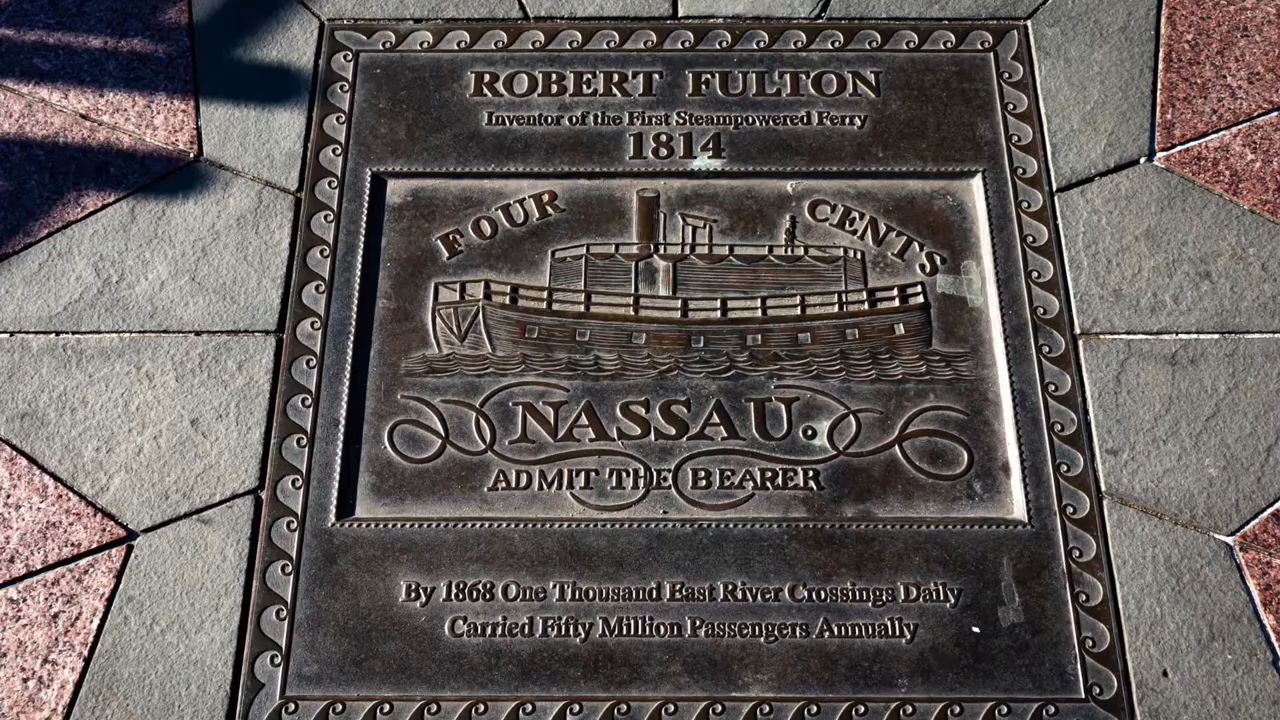 ROBERT FULTON
Inventor of the First Steampowered Ferry
1814
FOUR CENTS
NASSAU.
ADMIT THE BEARER
By 1868 One Thousand East River Crossings Daily
Carried Fifty Million Passengers Annually